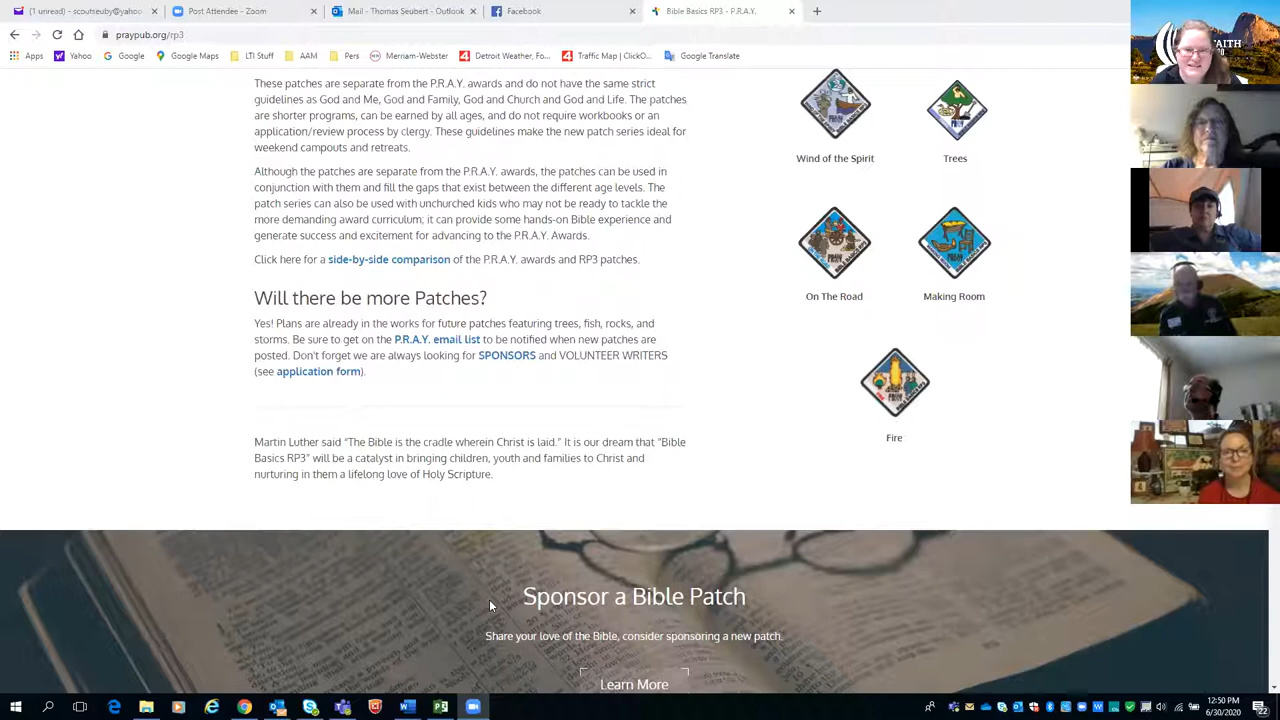 (1 unread) - scoutseuby@yahoo
Post Attendee - Zoom
Mail - Thomas Seubert - Outlook
Facebook
Bible Basics RP3 - P.R.A.Y.
praypub.org/rp3
Apps
Yahoo
Google
Google Maps
LTI Stuff
AAM
Pers
Merriam-Webster
Detroit Weather, Fo...
Traffic Map | ClickO...
Google Translate
These patches are separate from the P.R.A.Y. awards and do not have the same strict
guidelines as God and Me, God and Family, God and Church and God and Life. The patches
are shorter programs, can be earned by all ages, and do not require workbooks or an
application/review process by clergy. These guidelines make the new patch series ideal for
weekend campouts and retreats.
Although the patches are separate from the P.R.A.Y. awards, the patches can be used in
conjunction with them and fill the gaps that exist between the different age levels. The
patch series can also be used with unchurched kids who may not be ready to tackle the
more demanding award curriculum; it can provide some hands-on Bible experience and
generate success and excitement for advancing to the P.R.A.Y. Awards.
Click here for a side-by-side comparison of the P.R.A.Y. awards and RP3 patches.
Will there be more Patches?
Yes! Plans are already in the works for future patches featuring trees, fish, rocks, and
storms. Be sure to get on the P.R.A.Y. email list to be notified when new patches are
posted. Don't forget we are always looking for SPONSORS and VOLUNTEER WRITERS
(see application form).
Martin Luther said "The Bible is the cradle wherein Christ is laid." It is our dream that "Bible
Basics RP3" will be a catalyst in bringing children, youth and families to Christ and
nurturing in them a lifelong love of Holy Scripture.
Wind of the Spirit
Trees
On The Road
Making Room
Fire
Sponsor a Bible Patch
Share your love of the Bible, consider sponsoring a new patch.
Learn More
12:50 PM
6/30/2020
22